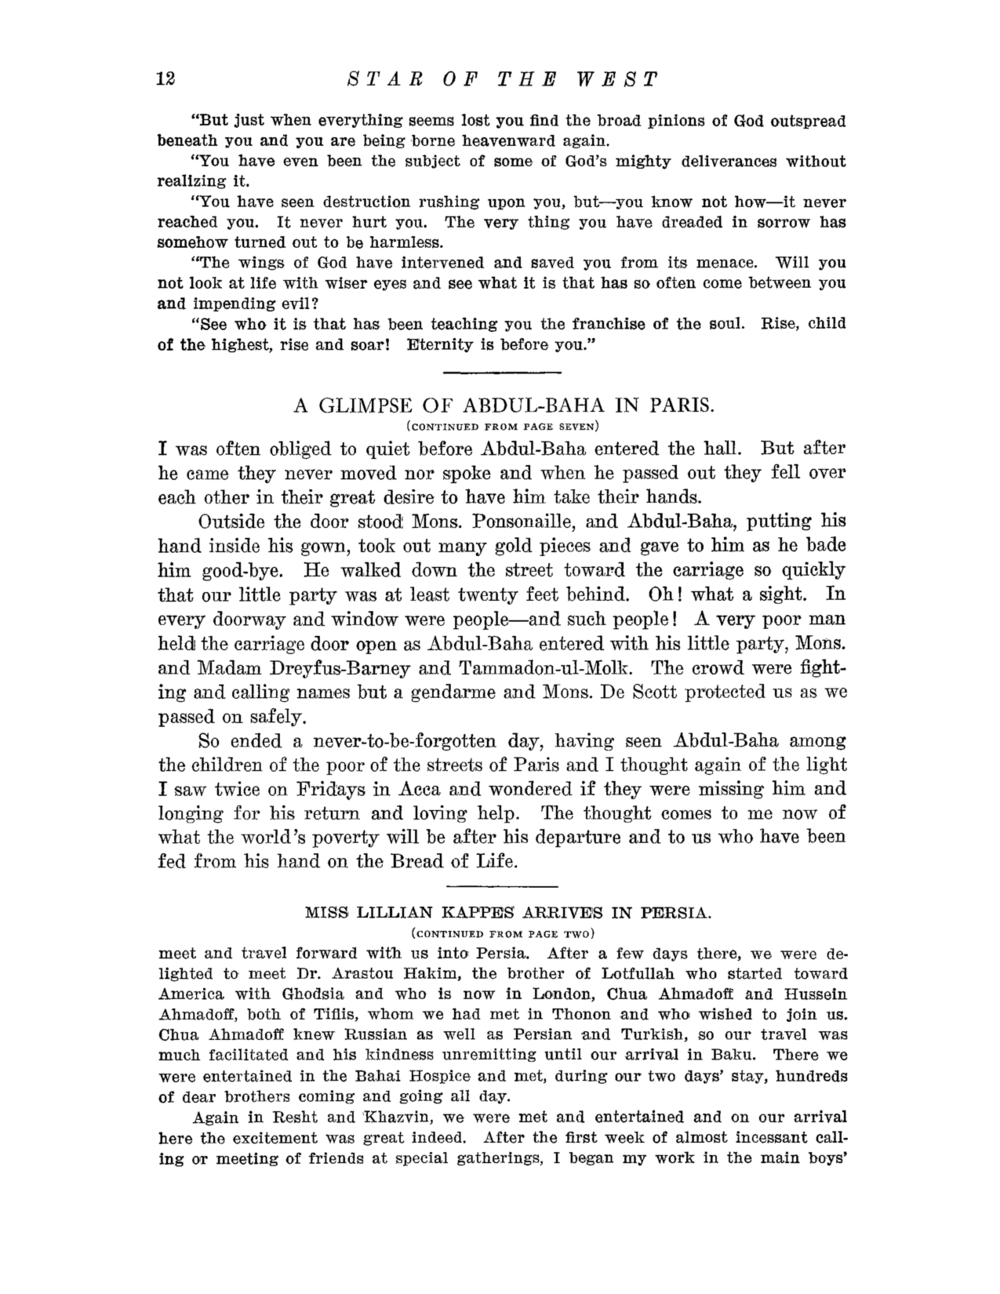 12 STAR OF THE WEST
"But just when everything seems lost you find the broad pinions of God outspread
beneath you and you are being borne heavenward again.
"You have even been the subject of some of God's mighty deliverances without
realizing it.
"You have seen destruction rushing upon you, but—you know not how—it never
reached you. It never hurt you. The very thing you have dreaded in sorrow has
somehow turned out to be harmless.
"The wings of God have intervened and saved you from its menace. Will you
not look at life with wiser eyes and see what it is that has so often come between you
and impending evil?
"See who it is that has been teaching you the franchise of the soul. Rise, child
of the highest, rise and soar! Eternity is before you."
A GLIMPSE OF ABDUL-BAHA IN PARIS.
(CONTINUED FROM PAGE SEVEN)
I was often obliged to quiet before Abdul-Baha entered the hall. But after
he came they never moved nor spoke and when he passed out they fell over
each other in their great desire to have him take their hands.
Outside the door stood Mons. Ponsonaille, and Abdul-Baha, putting his
hand inside his gown, took out many gold pieces and gave to him as he bade
him good-bye. He walked down the street toward the carriage so quickly
that our little party was at least twenty feet behind. Oh! what a sight. In
every doorway and window were people—and such people! A very poor man
held the carriage door open as Abdul-Baha entered with his little party, Mons.
and Madam Dreyfus-Barney and Tammadon-ul-Molk. The crowd were fight-
ing and calling names but a gendarme and Mons. De Scott protected us as we
passed on safely.
So ended a never-to-be-forgotten day, having seen Abdul-Baha among
the children of the poor of the streets of Paris and I thought again of the light
I saw twice on Fridays in Acca and wondered if they were missing him and
longing for his return and loving help. The thought comes to me now of
what the world's poverty will be after his departure and to us who have been
fed from his hand on the Bread of Life.
MISS LILLIAN KAPPES ARRIVES IN PERSIA.
(CONTINUED FROM PAGE TWO)
meet and travel forward with us into Persia. After a few days there, we were de-
lighted to meet Dr. Arastou Hakim, the brother of Lotfullah who started toward
America with Ghodsia and who is now in London, Chua Ahmadoff and Hussein
Ahmadoff, both of Tiflis, whom we had met in Thonon and who wished to join us.
Chua Ahmadoff knew Russian as well as Persian and Turkish, so our travel was
much facilitated and his kindness unremitting until our arrival in Baku. There we
were entertained in the Bahai Hospice and met, during our two days' stay, hundreds
of dear brothers coming and going all day.
Again in Resht and Khazvin, we were met and entertained and on our arrival
here the excitement was great indeed. After the first week of almost incessant call-
ing or meeting of friends at special gatherings, I began my work in the main boys'